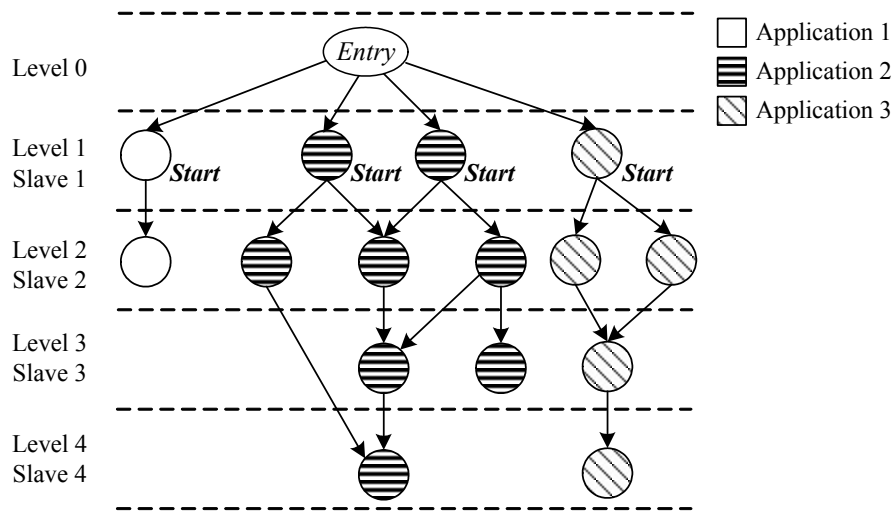 Entry
Application 1
Application 2
Application 3
Level 0
Level 1
Slave 1
Start
Start
Start
Start
Level 2
Slave 2
Level 3
Slave 3
Level 4
Slave 4